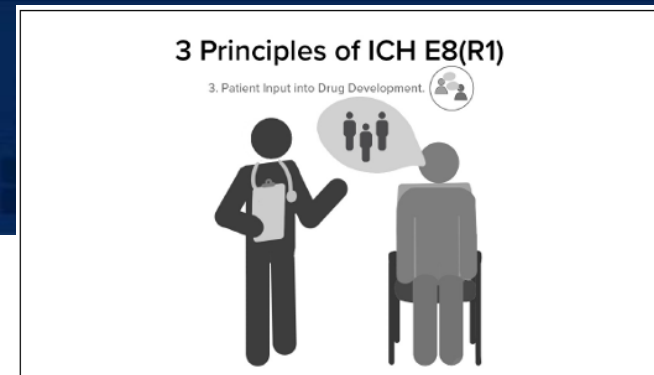 3 Principles of ICH E8(R1)
3. Patient Input into Drug Development.